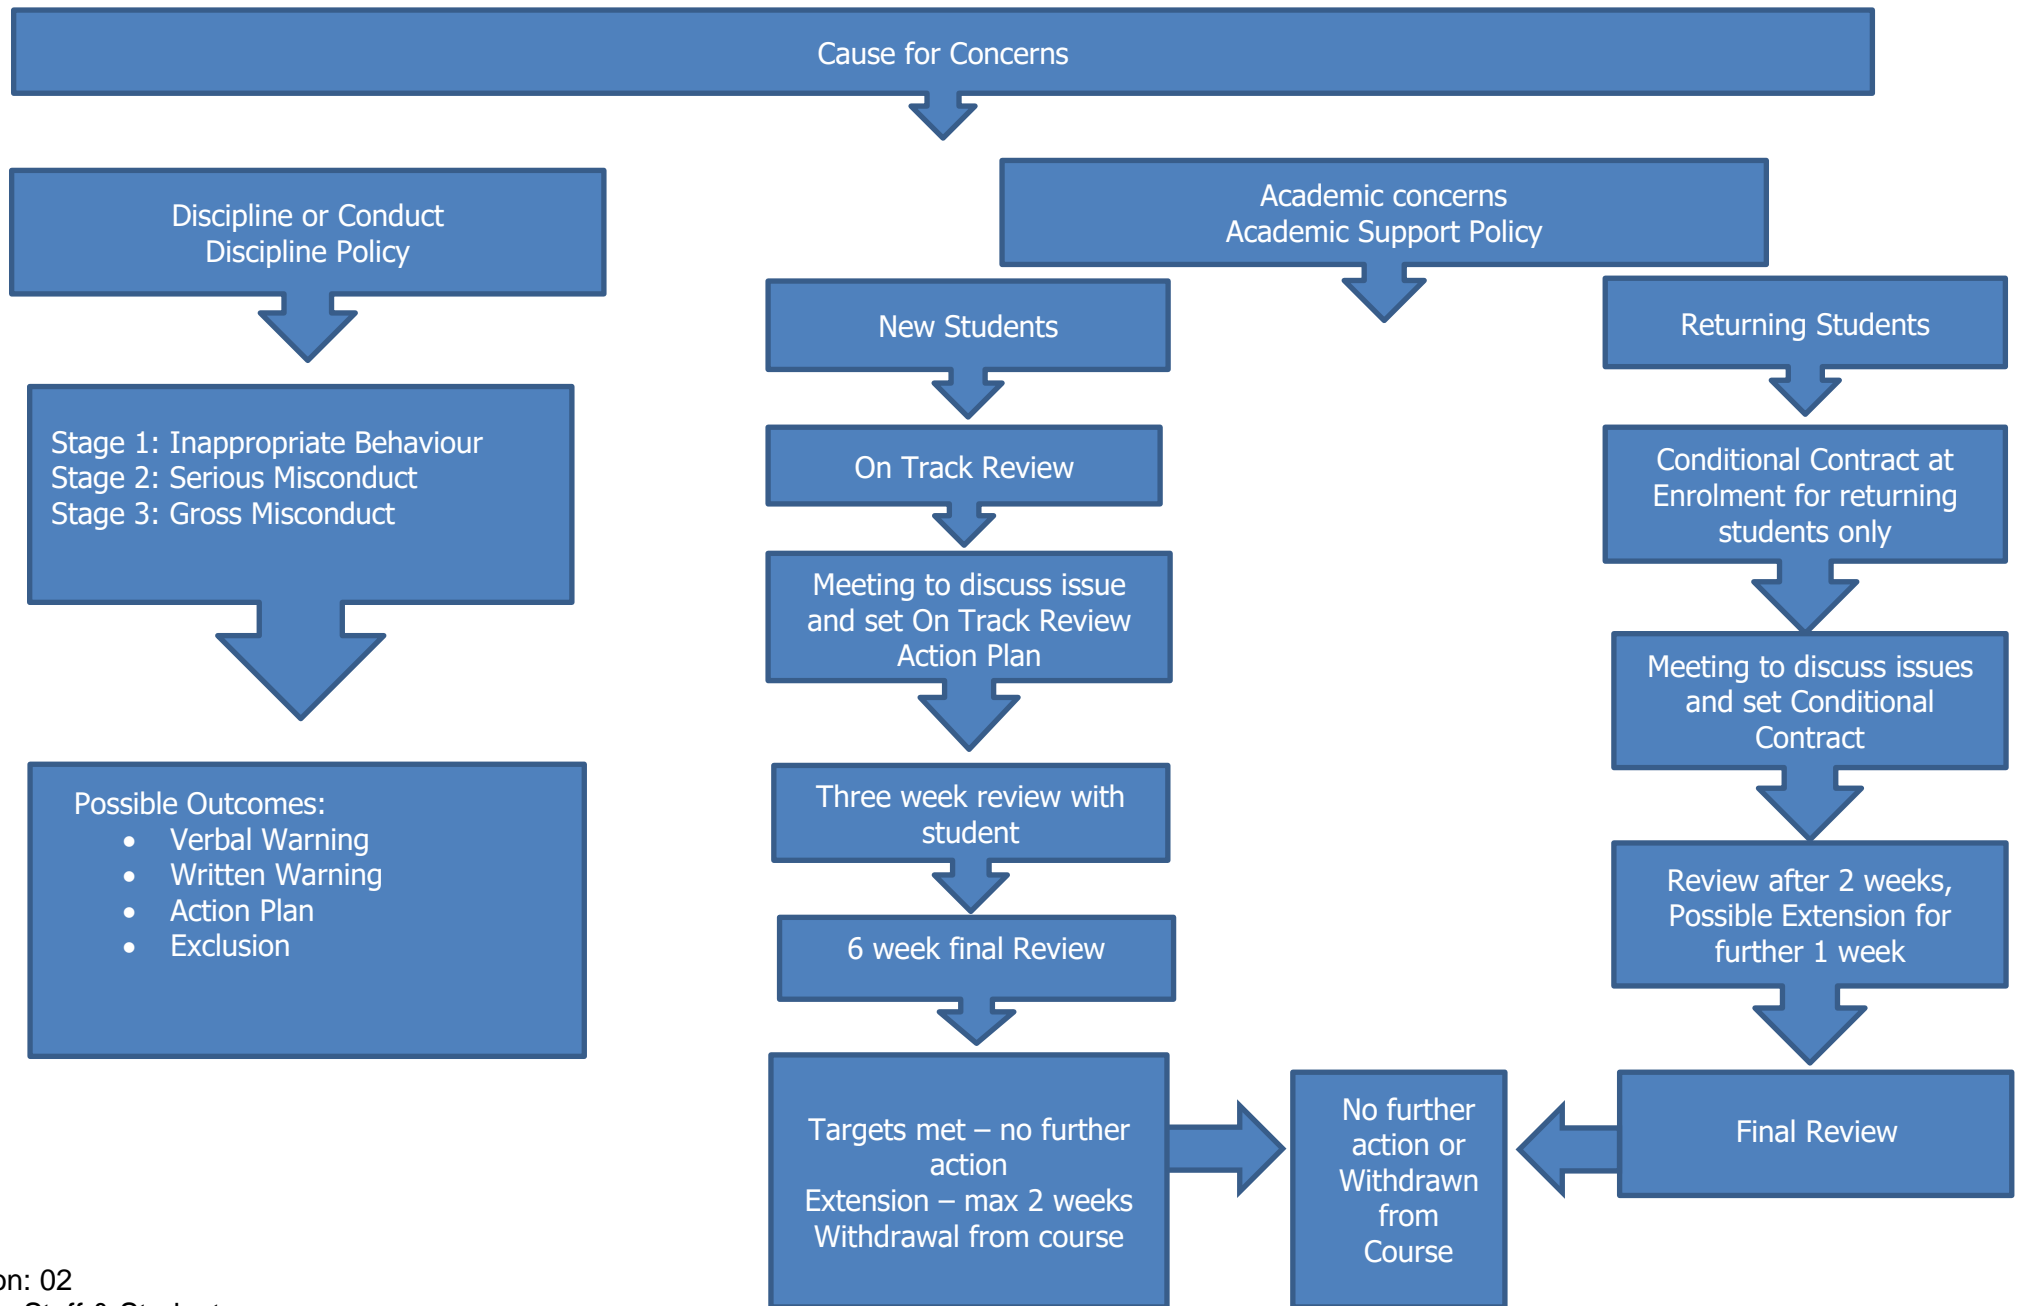 Cause for Concerns
Discipline or Conduct
Discipline Policy
Academic concerns
Academic Support Policy
New Students
Returning Students
Stage 1: Inappropriate Behaviour
Stage 2: Serious Misconduct
Stage 3: Gross Misconduct
On Track Review
Conditional Contract at
Enrolment for returning
students only
Meeting to discuss issue
and set On Track Review
Action Plan
Meeting to discuss issues
and set Conditional
Contract
Possible Outcomes:
• Verbal Warning
• Written Warning
• Action Plan
• Exclusion
Three week review with
student
Review after 2 weeks,
Possible Extension for
further 1 week
6 week final Review
Targets met – no further
action
Extension – max 2 weeks
Withdrawal from course
No further
action or
Withdrawn
from
Course
Final Review
on: 02
Staff & Student